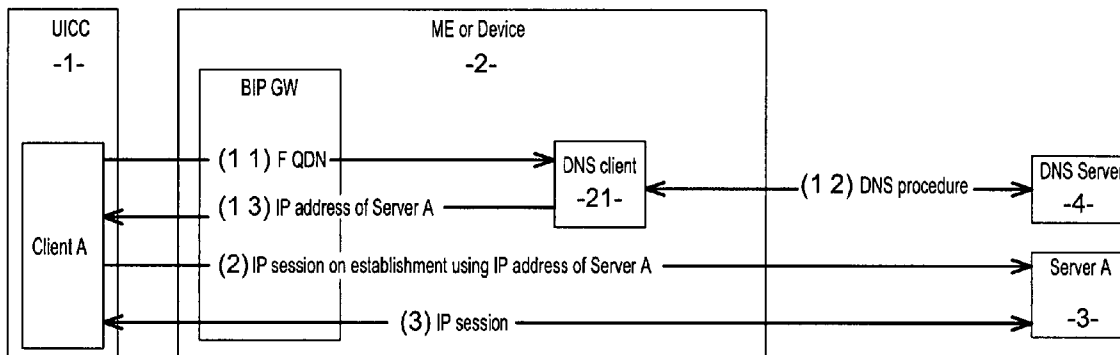 UICC
-1-
ME or Device
-2-
BIP GW
(1 1) F QDN
DNS client
-21-
(1 2) DNS procedure
DNS Server
-4-
(1 3) IP address of Server A
Client A
(2) IP session on establishment using IP address of Server A
Server A
-3-
(3) IP session